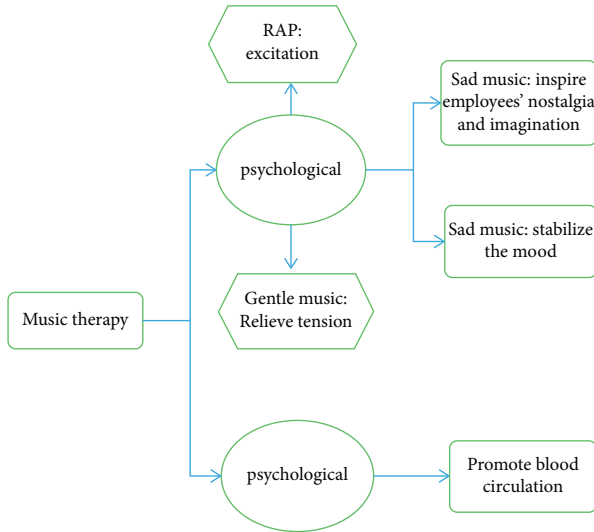 RAP:
excitation
Sad music: inspire
employees' nostalgia
and imagination
psychological
Sad music: stabilize
the mood
Gentle music:
Relieve tension
Music therapy
psychological
Promote blood
circulation